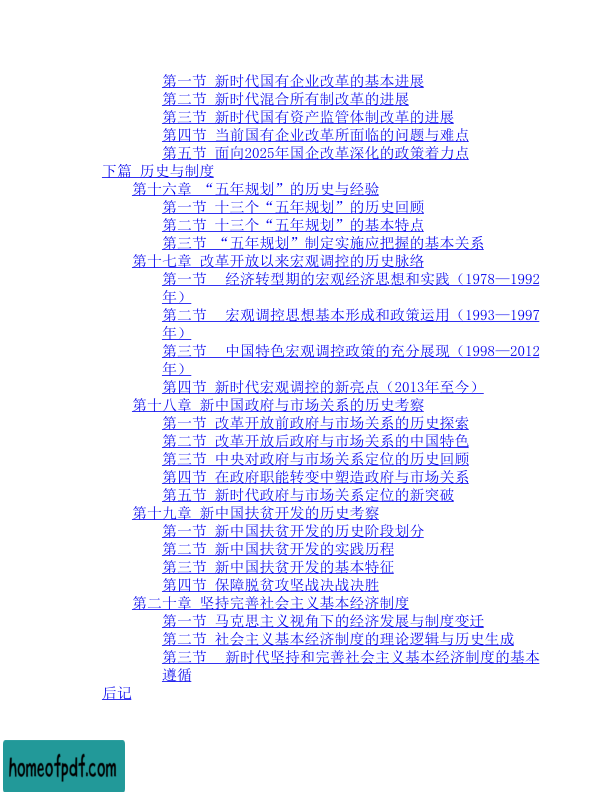 第一节 新时代国有企业改革的基本进展
第二节 新时代混合所有制改革的进展
第三节 新时代国有资产监管体制改革的进展
第四节 当前国有企业改革所面临的问题与难点
第五节 面向2025年国企改革深化的政策着力点
下篇 历史与制度
第十六章 “五年规划”的历史与经验
第一节 十三个“五年规划”的历史回顾
第二节 十三个“五年规划”的基本特点
第三节 “五年规划”制定实施应把握的基本关系
第十七章 改革开放以来宏观调控的历史脉络
第一节 经济转型期的宏观经济思想和实践（1978—1992
年）
第二节 宏观调控思想基本形成和政策运用（1993—1997
年）
第三节 中国特色宏观调控政策的充分展现（1998—2012
年）
第四节 新时代宏观调控的新亮点（2013年至今）
第十八章 新中国政府与市场关系的历史考察
第一节 改革开放前政府与市场关系的历史探索
第二节 改革开放后政府与市场关系的中国特色
第三节 中央对政府与市场关系定位的历史回顾
第四节 在政府职能转变中塑造政府与市场关系
第五节 新时代政府与市场关系定位的新突破
第十九章 新中国扶贫开发的历史考察
第一节 新中国扶贫开发的历史阶段划分
第二节 新中国扶贫开发的实践历程
第三节 新中国扶贫开发的基本特征
第四节 保障脱贫攻坚战决战决胜
第二十章 坚持完善社会主义基本经济制度
第一节 马克思主义视角下的经济发展与制度变迁
第二节 社会主义基本经济制度的理论逻辑与历史生成
第三节 新时代坚持和完善社会主义基本经济制度的基本
遵循
后记
homeofpdf.com